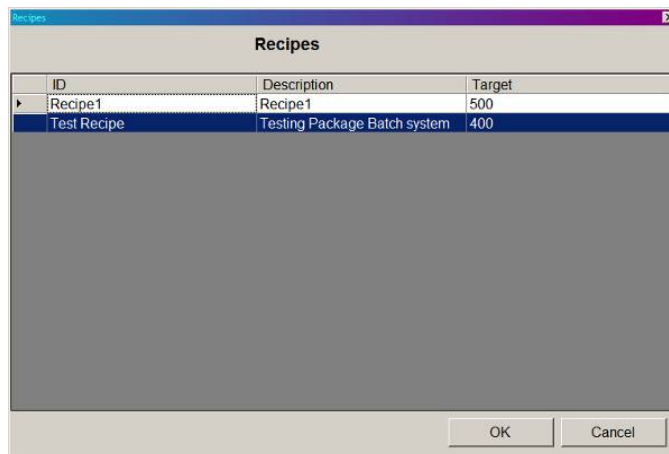 Recipes
Recipes
ID Description Target
Recipe1 Recipe1 500
Test Recipe Testing Package Batch system 400
OK Cancel